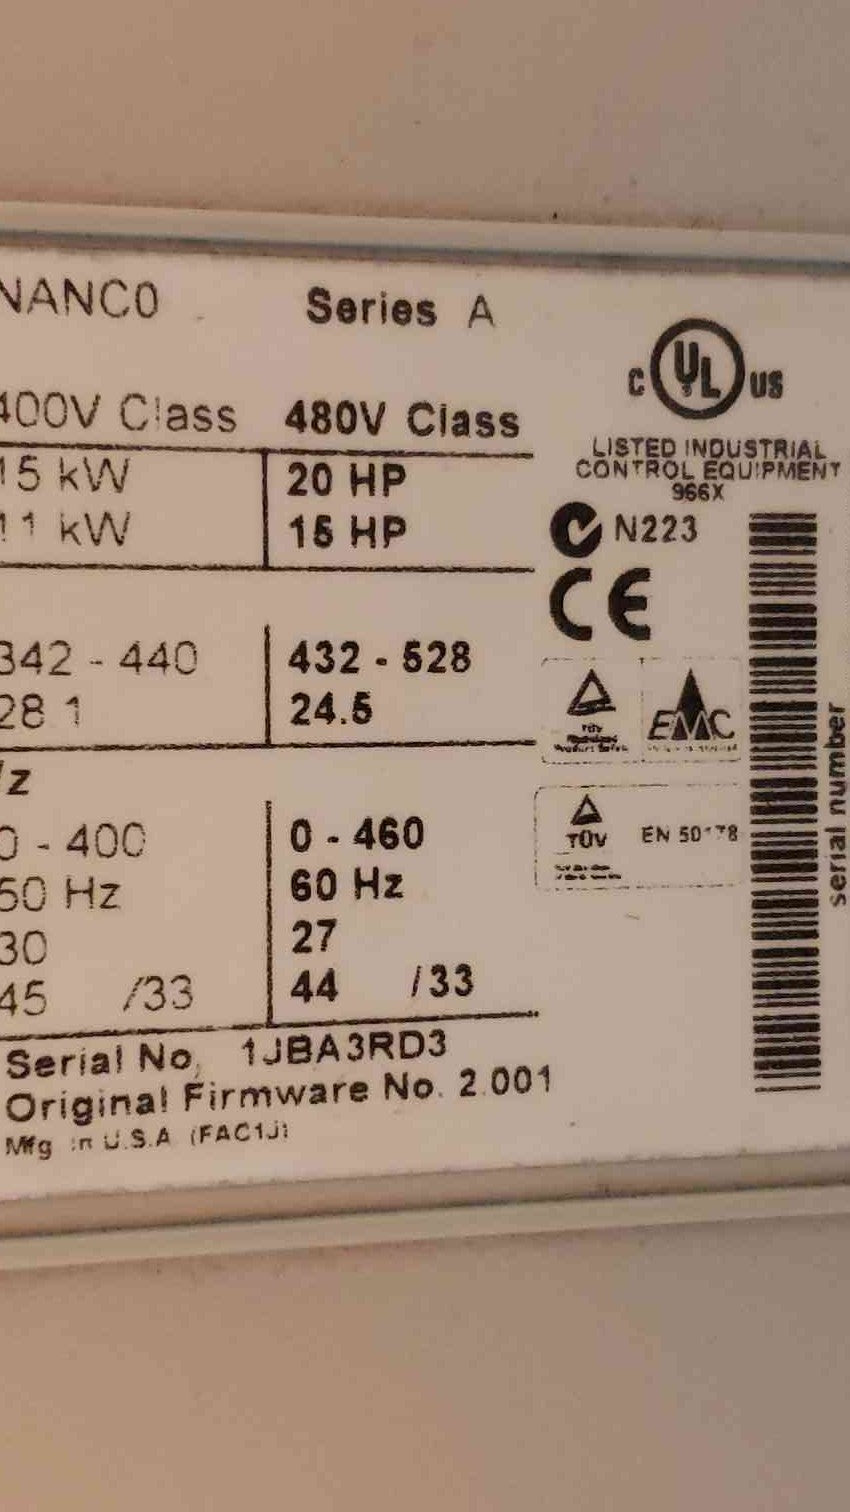 NANC0 Series A
C UL US
400V Class 480V Class
LISTED INDUSTRIAL
CONTROL EQUIPMENT
966X
15 kW 20 HP
11 kW 15 HP
N223
CE
342 - 440 432 - 528
28.1 24.5
EMC
z
0 - 400 0 - 460
TÜV EN 50178
50 Hz 60 Hz
30 27
45 /33 44 /33
serial number
Serial No. 1JBA3RD3
Original Firmware No. 2.001
Mfg in U.S.A (FAC1J)